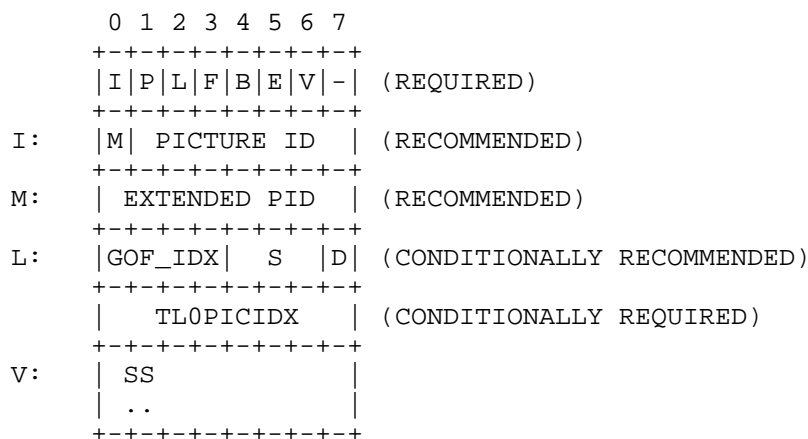 0 1 2 3 4 5 6 7
     +-+-+-+-+-+-+-+-+
     |I|P|L|F|B|E|V|-| (REQUIRED)
     +-+-+-+-+-+-+-+-+
I:   |M| PICTURE ID  | (RECOMMENDED)
     +-+-+-+-+-+-+-+-+
M:   | EXTENDED PID  | (RECOMMENDED)
     +-+-+-+-+-+-+-+-+
L:   |GOF_IDX|  S  |D| (CONDITIONALLY RECOMMENDED)
     +-+-+-+-+-+-+-+-+
     |   TL0PICIDX   | (CONDITIONALLY REQUIRED)
     +-+-+-+-+-+-+-+-+
V:   | SS            |
     | ..            |
     +-+-+-+-+-+-+-+-+